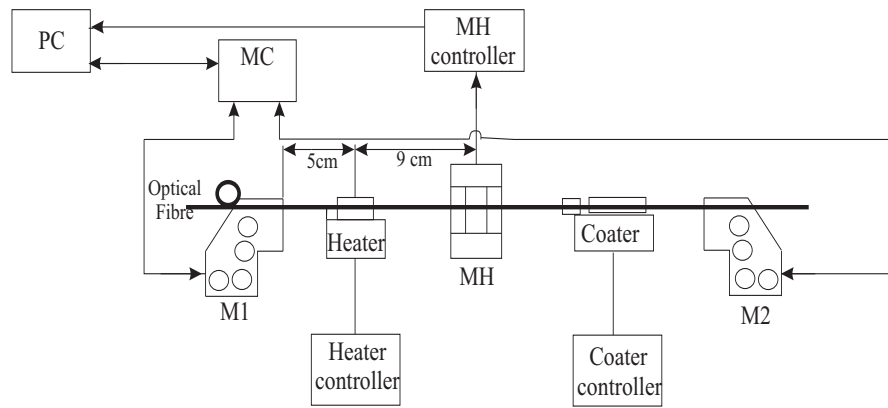 PC
MC
MH
controller
5cm
9 cm
Optical
Fibre
Heater
MH
Coater
M1
M2
Heater
controller
Coater
controller